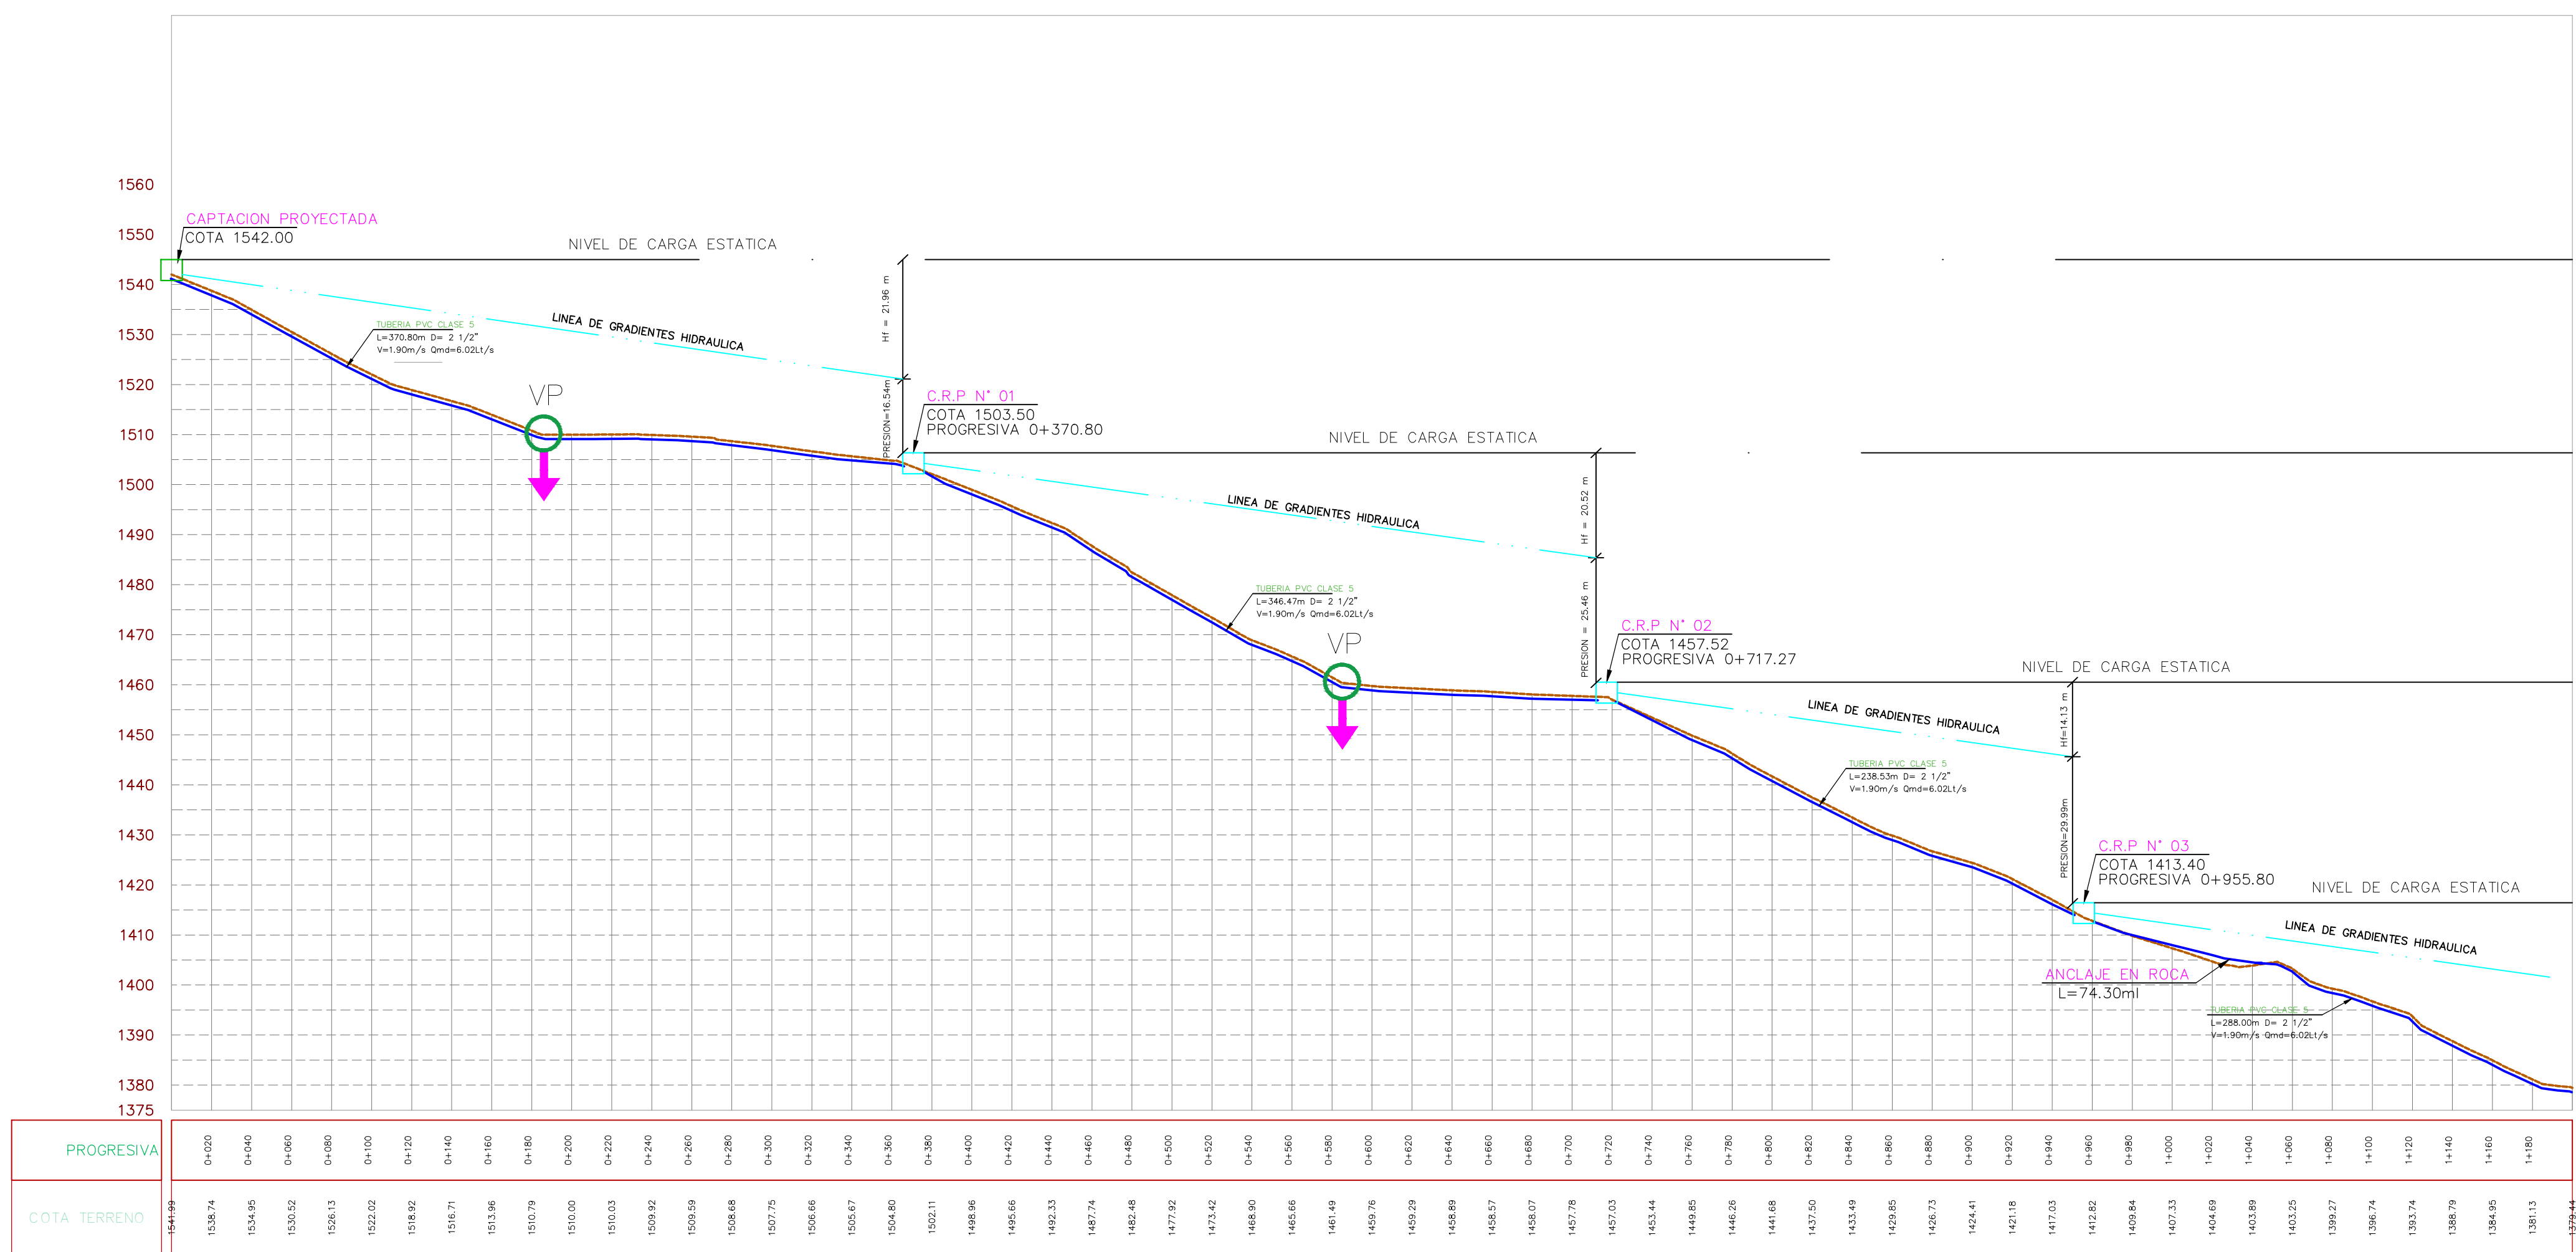 1560
1550
1540
1530
1520
1510
1500
1490
1480
1470
1460
1450
1440
1430
1420
1410
1400
1390
1380
1375
CAPTACION PROYECTADA
COTA 1542.00
NIVEL DE CARGA ESTATICA
LINEA DE GRADIENTES HIDRAULICA
TUBERIA PVC CLASE 5
L=370.80m D= 2 1/2"
V=1.90m/s Qmd=6.02Lt/s
VP
Hf = 21.96 m
PRESION=16.54m
C.R.P N° 01
COTA 1503.50
PROGRESIVA 0+370.80
NIVEL DE CARGA ESTATICA
LINEA DE GRADIENTES HIDRAULICA
TUBERIA PVC CLASE 5
L=346.47m D= 2 1/2"
V=1.90m/s Qmd=6.02Lt/s
VP
Hf = 20.52 m
PRESION = 25.46 m
C.R.P N° 02
COTA 1457.52
PROGRESIVA 0+717.27
NIVEL DE CARGA ESTATICA
LINEA DE GRADIENTES HIDRAULICA
TUBERIA PVC CLASE 5
L=238.53m D= 2 1/2"
V=1.90m/s Qmd=6.02Lt/s
Hf=14.13 m
PRESION=29.99m
C.R.P N° 03
COTA 1413.40
PROGRESIVA 0+955.80
NIVEL DE CARGA ESTATICA
LINEA DE GRADIENTES HIDRAULICA
ANCLAJE EN ROCA
L=74.30ml
TUBERIA PVC CLASE 5
L=288.00m D= 2 1/2"
V=1.90m/s Qmd=6.02Lt/s
PROGRESIVA 0+020 0+040 0+060 0+080 0+100 0+120 0+140 0+160 0+180 0+200 0+220 0+240 0+260 0+280 0+300 0+320 0+340 0+360 0+380 0+400 0+420 0+440 0+460 0+480 0+500 0+520 0+540 0+560 0+580 0+600 0+620 0+640 0+660 0+680 0+700 0+720 0+740 0+760 0+780 0+800 0+820 0+840 0+860 0+880 0+900 0+920 0+940 0+960 0+980 1+000 1+020 1+040 1+060 1+080 1+100 1+120 1+140 1+160 1+180
COTA TERRENO 1541.99 1538.74 1534.95 1530.52 1526.13 1522.02 1518.92 1516.71 1513.96 1510.79 1510.00 1510.03 1509.92 1509.59 1508.68 1507.75 1506.66 1505.67 1504.80 1502.11 1498.96 1495.66 1492.33 1487.74 1482.48 1477.92 1473.42 1468.90 1465.66 1461.49 1459.76 1459.29 1458.89 1458.57 1458.07 1457.78 1457.03 1453.44 1449.85 1446.26 1441.68 1437.50 1433.49 1429.85 1426.73 1424.41 1421.18 1417.03 1412.82 1409.84 1407.33 1404.69 1403.89 1403.25 1399.27 1396.74 1393.74 1388.79 1384.95 1381.13 1379.44